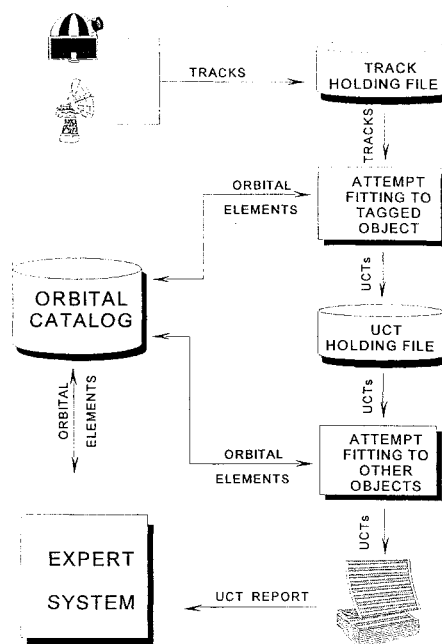 TRACKS
TRACK
HOLDING FILE
TRACKS
ORBITAL
ELEMENTS
ATTEMPT
FITTING TO
TAGGED
OBJECT
UCTs
ORBITAL
CATALOG
UCT
HOLDING FILE
UCTs
ORBITAL
ELEMENTS
ORBITAL
ELEMENTS
ATTEMPT
FITTING TO
OTHER
OBJECTS
UCTs
EXPERT
SYSTEM
UCT REPORT